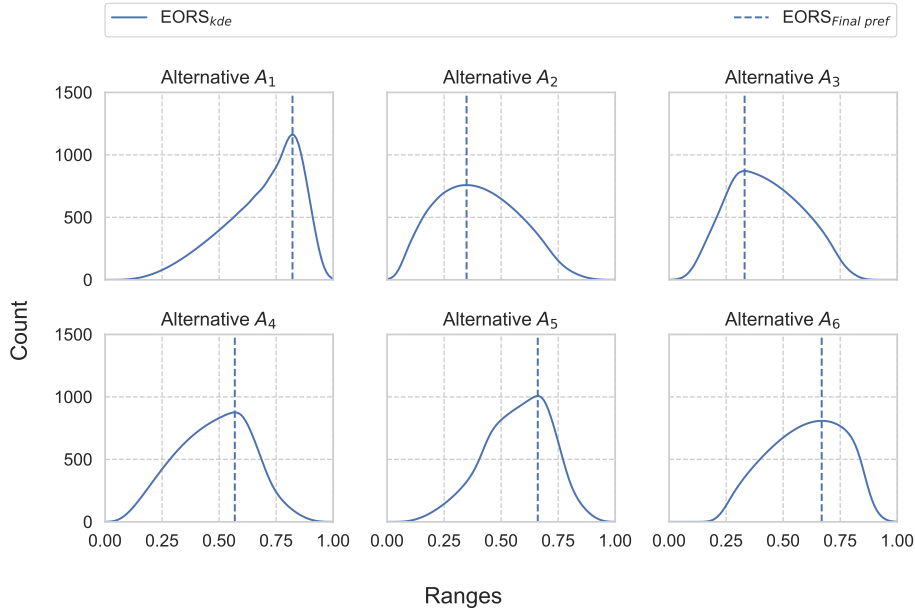 EORS_kde EORS_Final pref
Alternative A_1 Alternative A_2 Alternative A_3
1500
1000
500
0
Alternative A_4 Alternative A_5 Alternative A_6
1500
1000
500
0
0.00 0.25 0.50 0.75 1.00 0.00 0.25 0.50 0.75 1.00 0.00 0.25 0.50 0.75 1.00
Count
Ranges